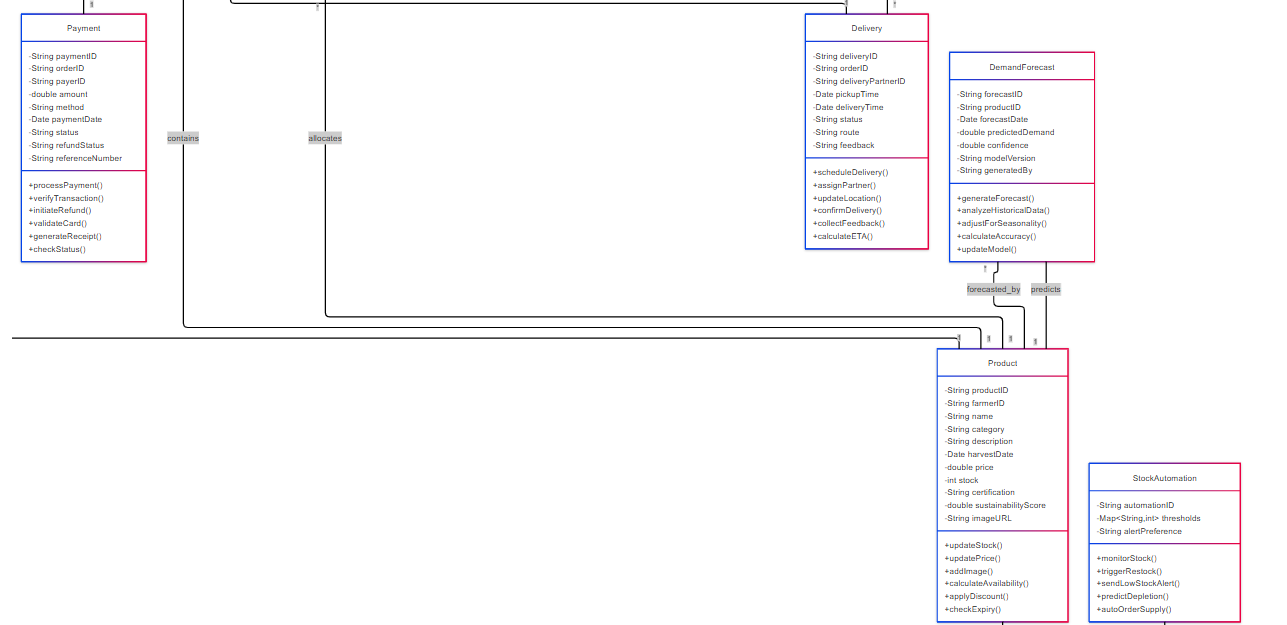 Payment
-String paymentID
-String orderID
-String payerID
-double amount
-String method
-Date paymentDate
-String status
-String refundStatus
-String referenceNumber
+processPayment()
+verifyTransaction()
+initiateRefund()
+validateCard()
+generateReceipt()
+checkStatus()
contains
allocates
Delivery
-String deliveryID
-String orderID
-String deliveryPartnerID
-Date pickupTime
-Date deliveryTime
-String status
-String route
-String feedback
+scheduleDelivery()
+assignPartner()
+updateLocation()
+confirmDelivery()
+collectFeedback()
+calculateETA()
DemandForecast
-String forecastID
-String productID
-Date forecastDate
-double predictedDemand
-double confidence
-String modelVersion
-String generatedBy
+generateForecast()
+analyzeHistoricalData()
+adjustForSeasonality()
+calculateAccuracy()
+updateModel()
forecasted_by
predicts
Product
-String productID
-String farmerID
-String name
-String category
-String description
-Date harvestDate
-double price
-int stock
-String certification
-double sustainabilityScore
-String imageURL
+updateStock()
+updatePrice()
+addImage()
+calculateAvailability()
+applyDiscount()
+checkExpiry()
StockAutomation
-String automationID
-Map<String,int> thresholds
-String alertPreference
+monitorStock()
+triggerRestock()
+sendLowStockAlert()
+predictDepletion()
+autoOrderSupply()